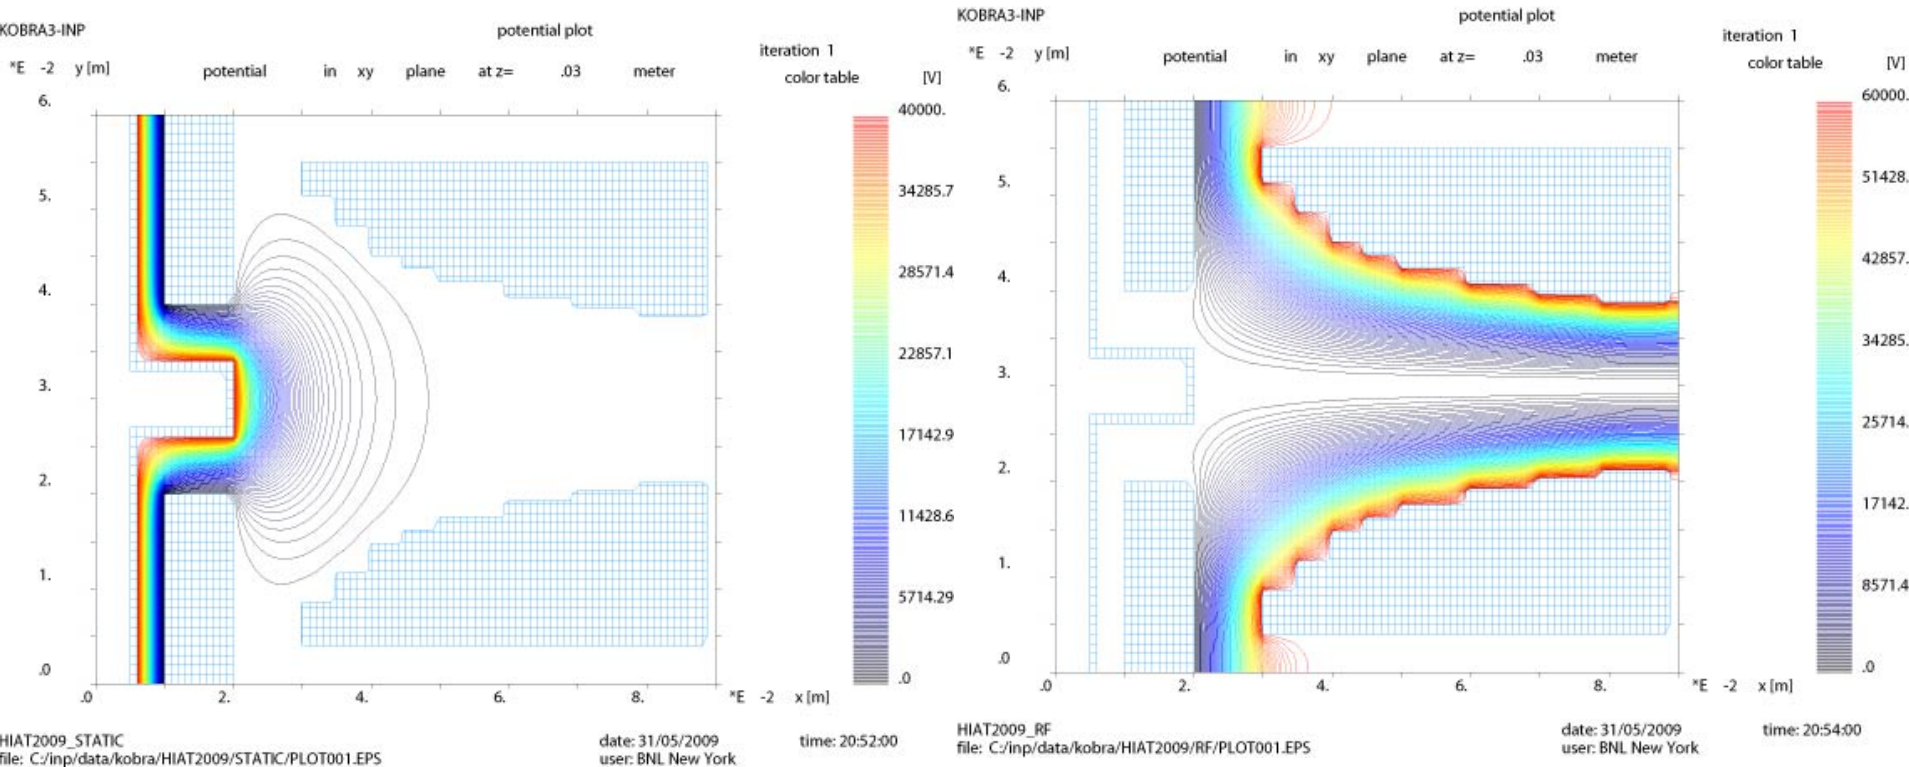 KOBRA3-INP
potential plot
iteration 1
*E -2 y [m]
potential in xy plane at z= .03 meter
color table [V]
6.
5.
4.
3.
2.
1.
.0
.0 2. 4. 6. 8. *E -2 x [m]
40000.
34285.7
28571.4
22857.1
17142.9
11428.6
5714.29
.0
HIAT2009_STATIC
file: C:/inp/data/kobra/HIAT2009/STATIC/PLOT001.EPS
date: 31/05/2009 time: 20:52:00
user: BNL New York
KOBRA3-INP
potential plot
iteration 1
*E -2 y [m]
potential in xy plane at z= .03 meter
color table [V]
6.
5.
4.
3.
2.
1.
.0
.0 2. 4. 6. 8. *E -2 x [m]
60000.
51428.
42857.
34285.
25714.
17142.
8571.4
.0
HIAT2009_RF
file: C:/inp/data/kobra/HIAT2009/RF/PLOT001.EPS
date: 31/05/2009 time: 20:54:00
user: BNL New York